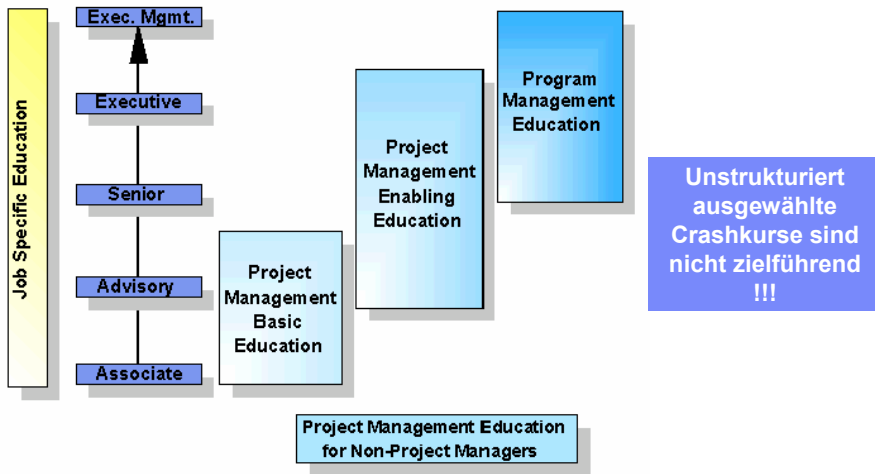 Job Specific Education
Exec. Mgmt.
Executive
Senior
Advisory
Associate
Project
Management
Basic
Education
Project
Management
Enabling
Education
Program
Management
Education
Unstrukturiert
ausgewählte
Crashkurse sind
nicht zielführend
!!!
Project Management Education
for Non-Project Managers